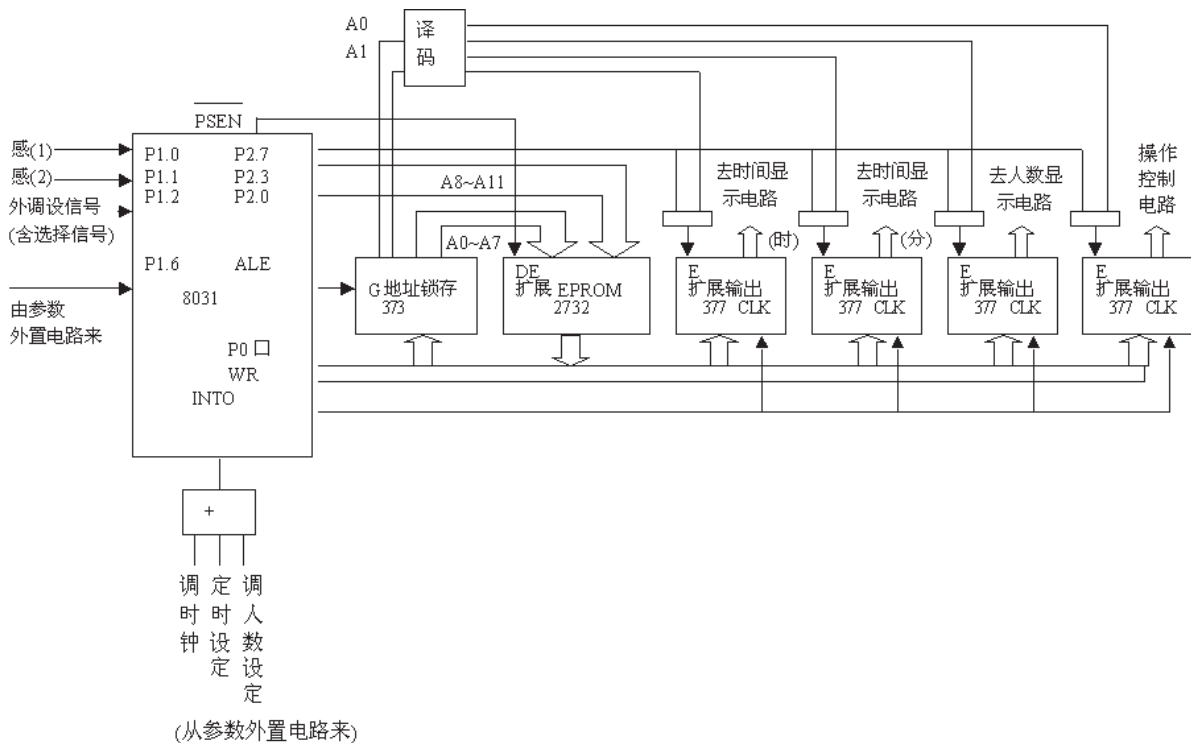 A0
A1
译
码
PSEN
感(1)
感(2)
外调设信号
(含选择信号)
由参数
外置电路来
P1.0 P2.7
P1.1 P2.3
P1.2 P2.0
P1.6 ALE
8031
P0口
WR
INTO
A8~A11
A0~A7
G地址锁存
373
DE
扩展 EPROM
2732
去时间显
示电路
(时)
去时间显
示电路
(分)
去人数显
示电路
操作
控制
电路
E
扩展输出
377 CLK
E
扩展输出
377 CLK
E
扩展输出
377 CLK
E
扩展输出
377 CLK
+
调时钟
定时设定
调人数设定
(从参数外置电路来)